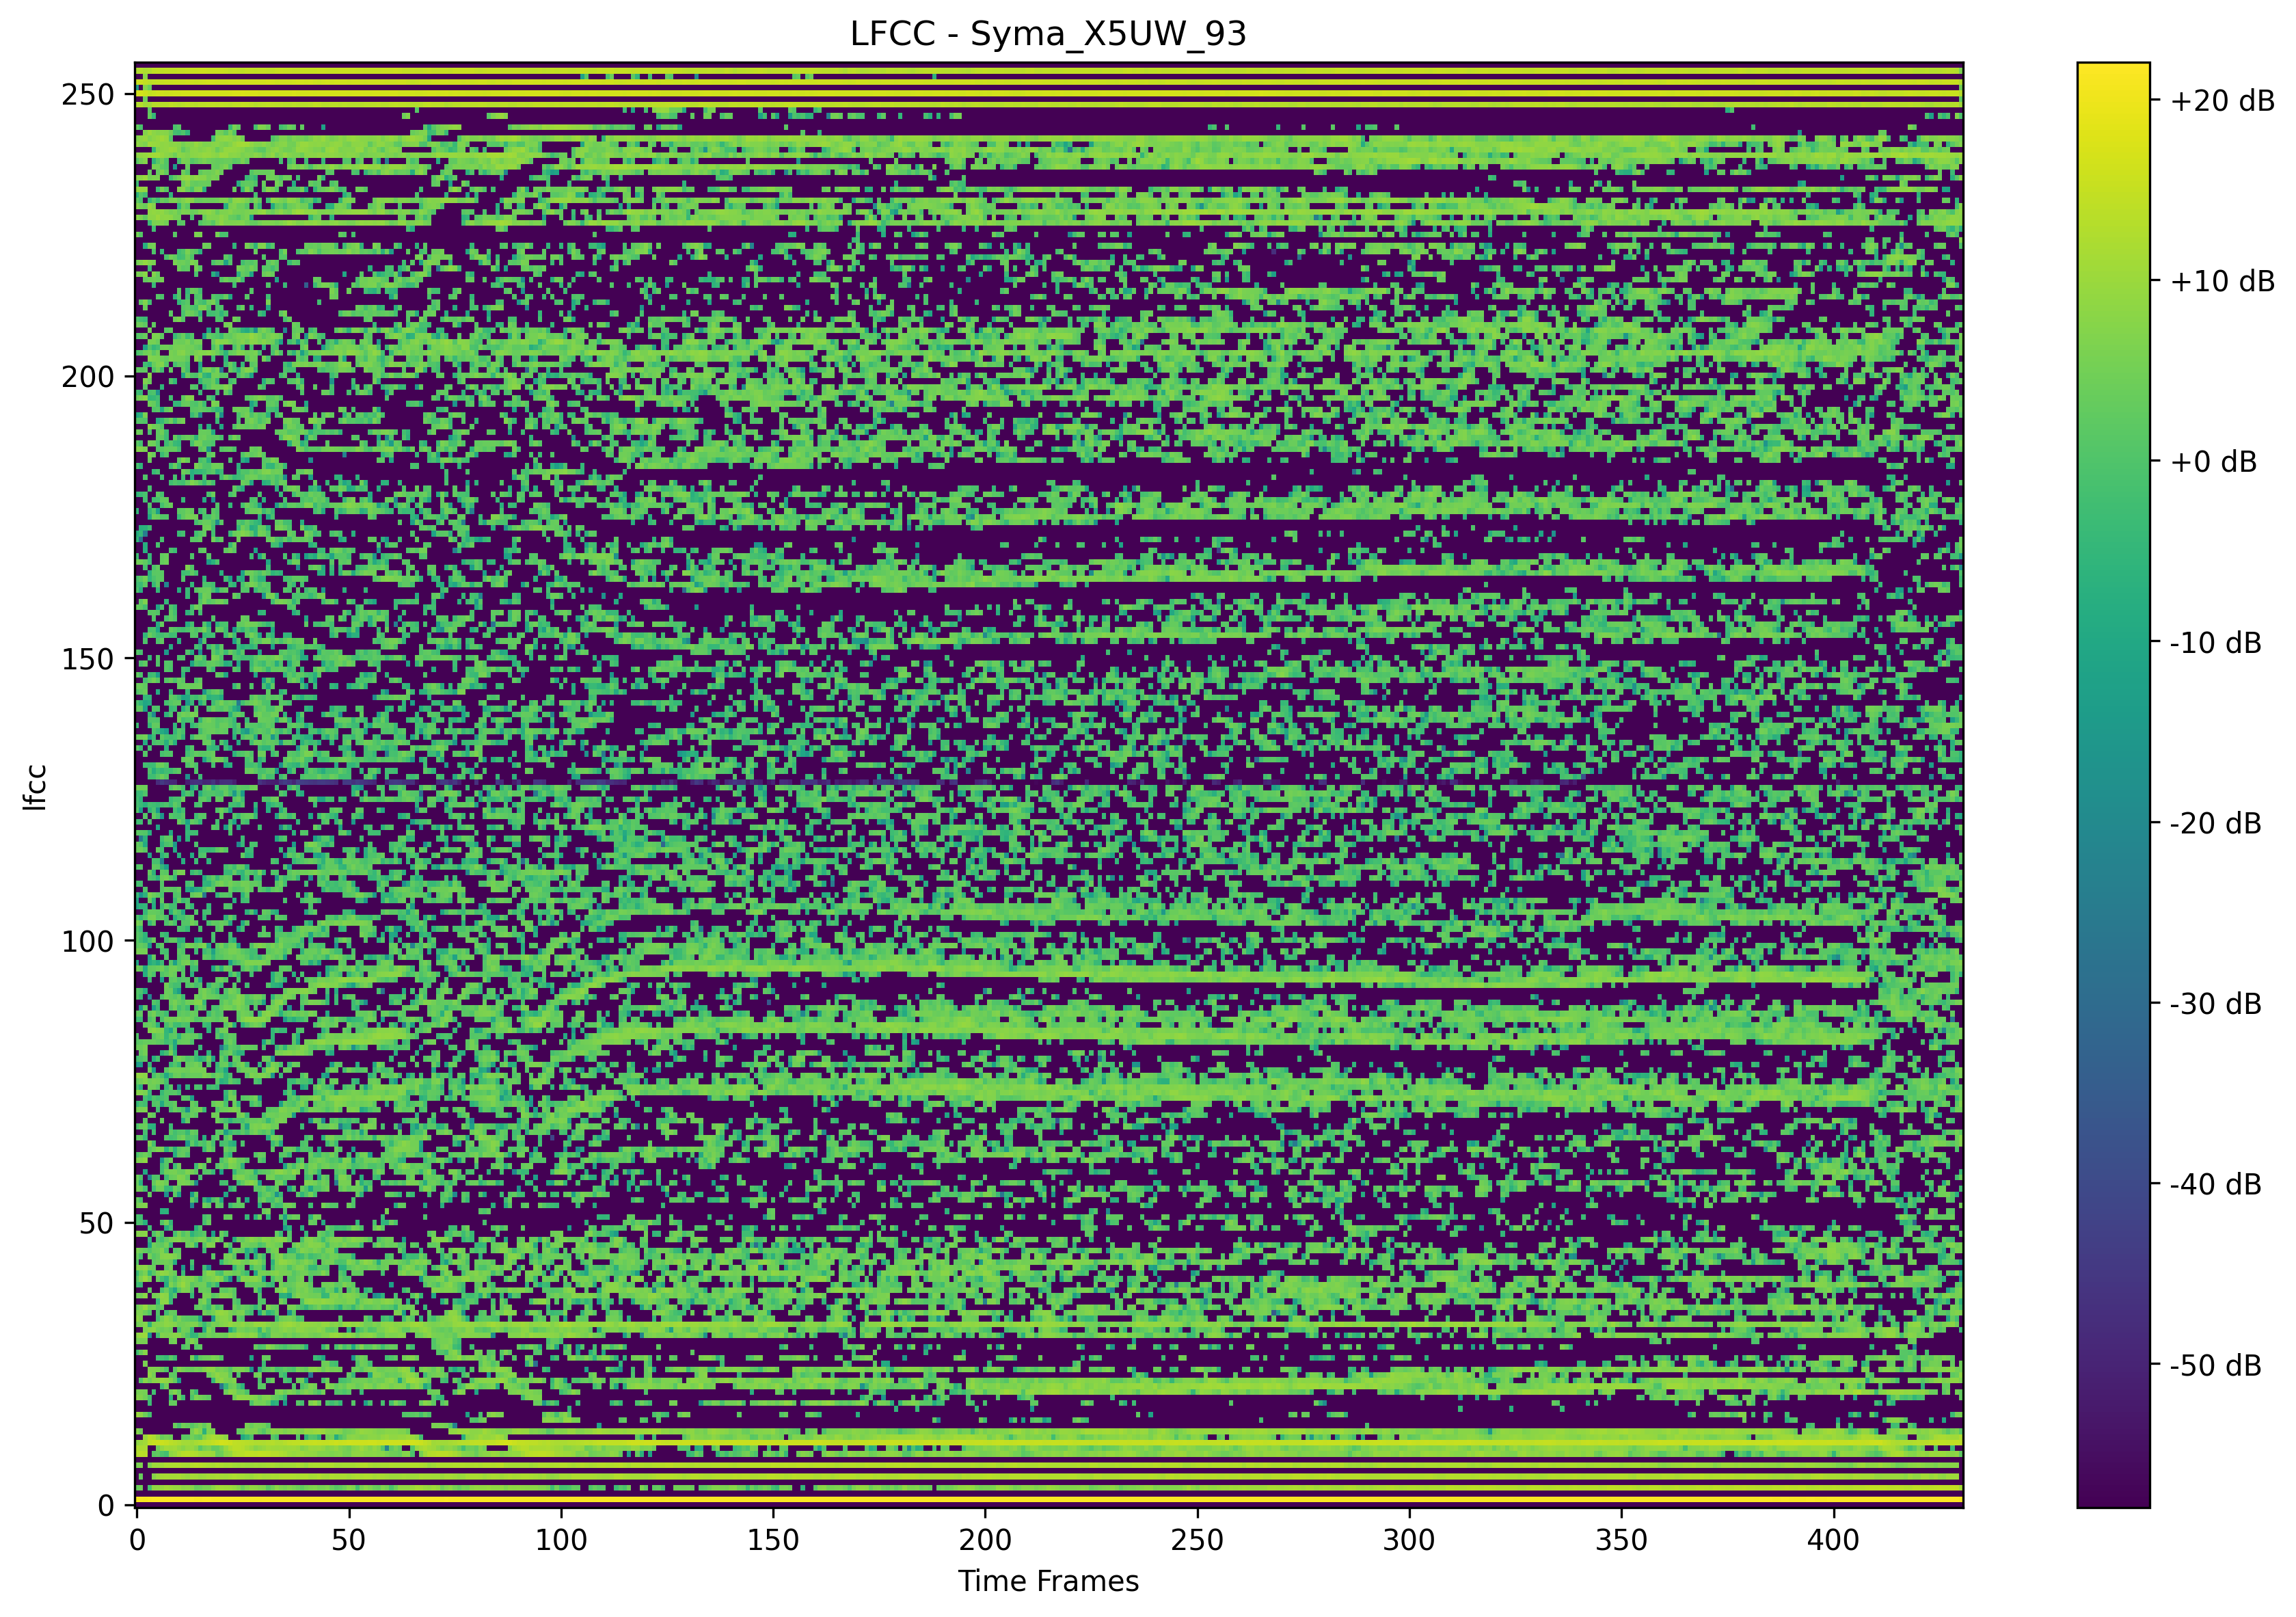 LFCC - Syma_X5UW_93
250
200
150
100
50
0
lfcc
0 50 100 150 200 250 300 350 400
Time Frames
+20 dB
+10 dB
+0 dB
-10 dB
-20 dB
-30 dB
-40 dB
-50 dB